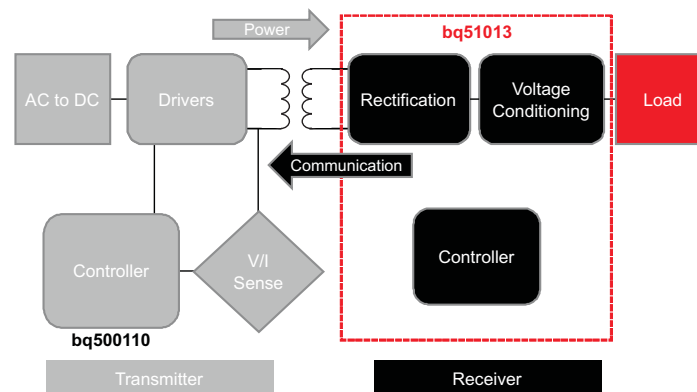 Power
bq51013
AC to DC
Drivers
Rectification
Voltage
Conditioning
Load
Communication
Controller
V/I
Sense
Controller
bq500110
Transmitter
Receiver